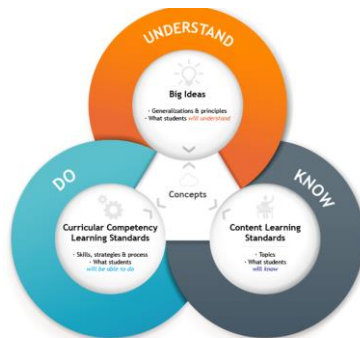 UNDERSTAND
Big Ideas
- Generalizations & principles
- What students will understand
DO
KNOW
Concepts
Curricular Competency
Learning Standards
- Skills, strategies & process
- What students
will be able to do
Content Learning
Standards
- Topics
- What students
will know